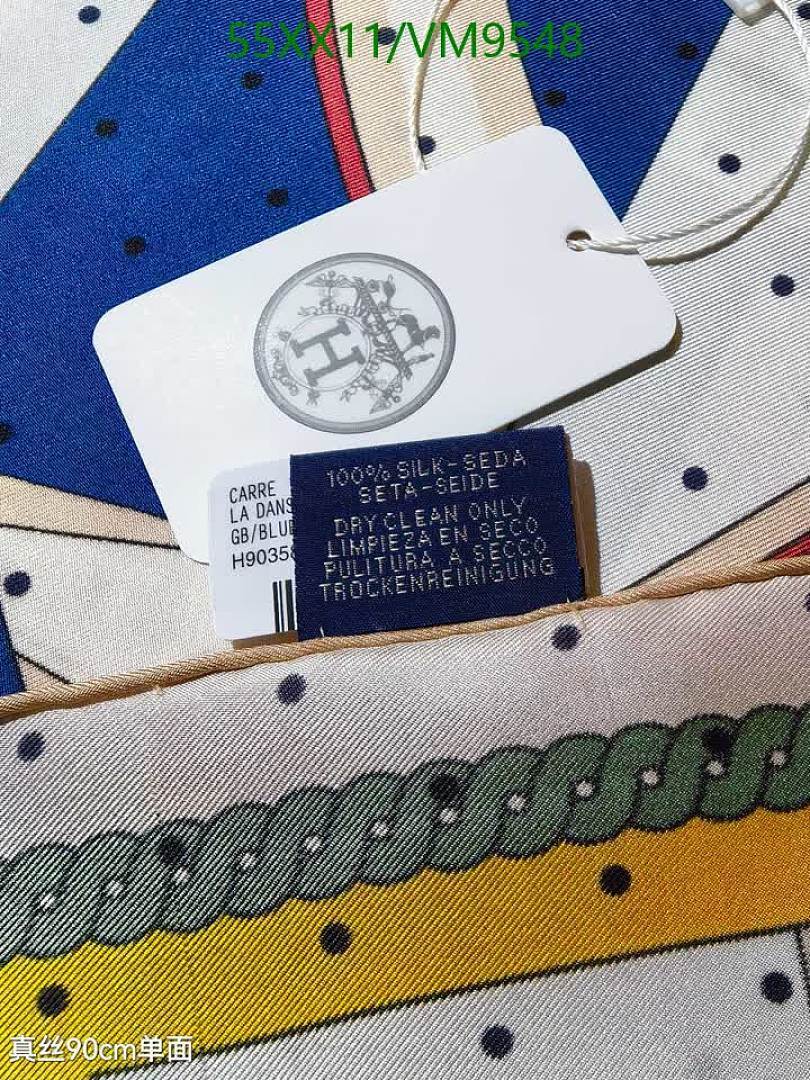 55XX11/VM9548
H
CARRE
LA DANS
GB/BLUE
H90358
100% SILK-SEDA
SETA-SEIDE
DRY CLEAN ONLY
LIMPIEZA EN SECO
PULITURA A SECCO
TROCKENREINIGUNG
真丝90cm单面